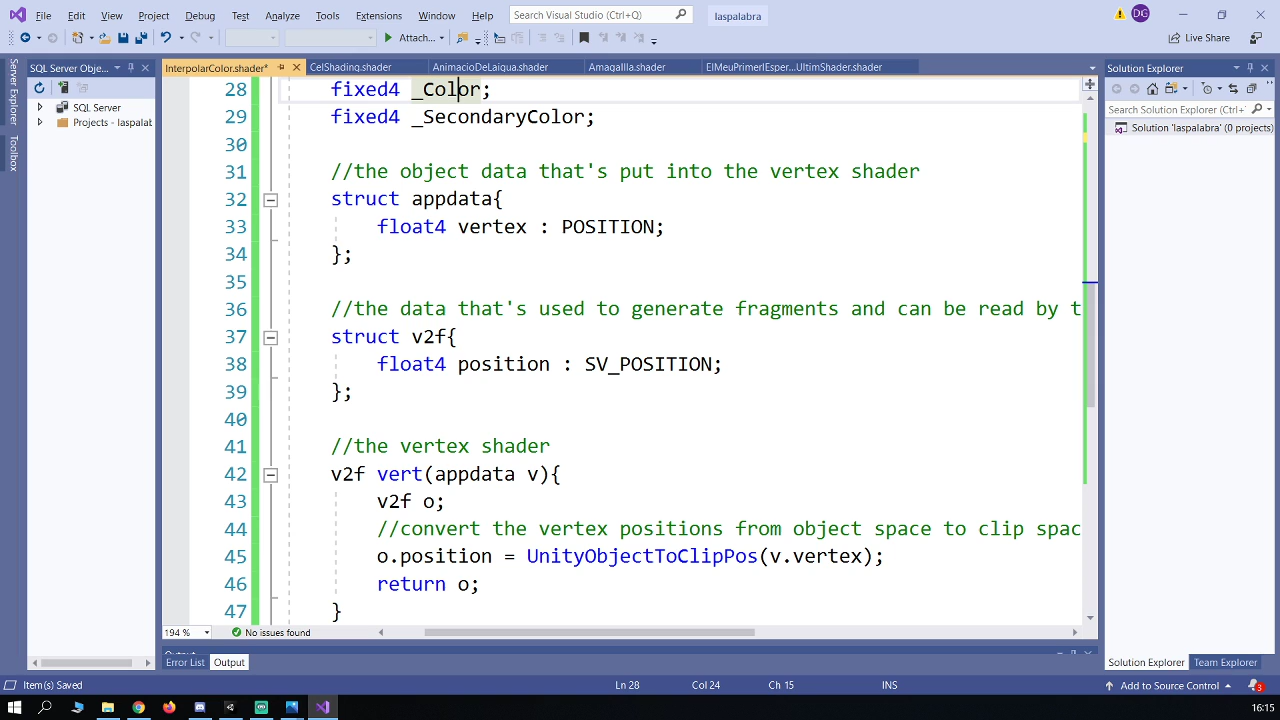 File Edit View Project Debug Test Analyze Tools Extensions Window Help Search Visual Studio (Ctrl+Q) laspalabra DG
Attach... Live Share
SQL Server Obje... InterpolarColor.shader* CelShading.shader AnimacioDeLaigua.shader AmagaIlla.shader ElMeuPrimerIEsper...UltimShader.shader Solution Explorer
Server Explorer
Toolbox
SQL Server
Projects - laspalab
Search Solution Explorer (Ctrl+'
Solution 'laspalabra' (0 projects)
28 fixed4 _Color;
29 fixed4 _SecondaryColor;
30
31 //the object data that's put into the vertex shader
32 struct appdata{
33 float4 vertex : POSITION;
34 };
35
36 //the data that's used to generate fragments and can be read by t
37 struct v2f{
38 float4 position : SV_POSITION;
39 };
40
41 //the vertex shader
42 v2f vert(appdata v){
43 v2f o;
44 //convert the vertex positions from object space to clip spac
45 o.position = UnityObjectToClipPos(v.vertex);
46 return o;
47 }
194 % No issues found
Error List Output Solution Explorer Team Explorer
Item(s) Saved Ln 28 Col 24 Ch 15 INS Add to Source Control 3
16:15